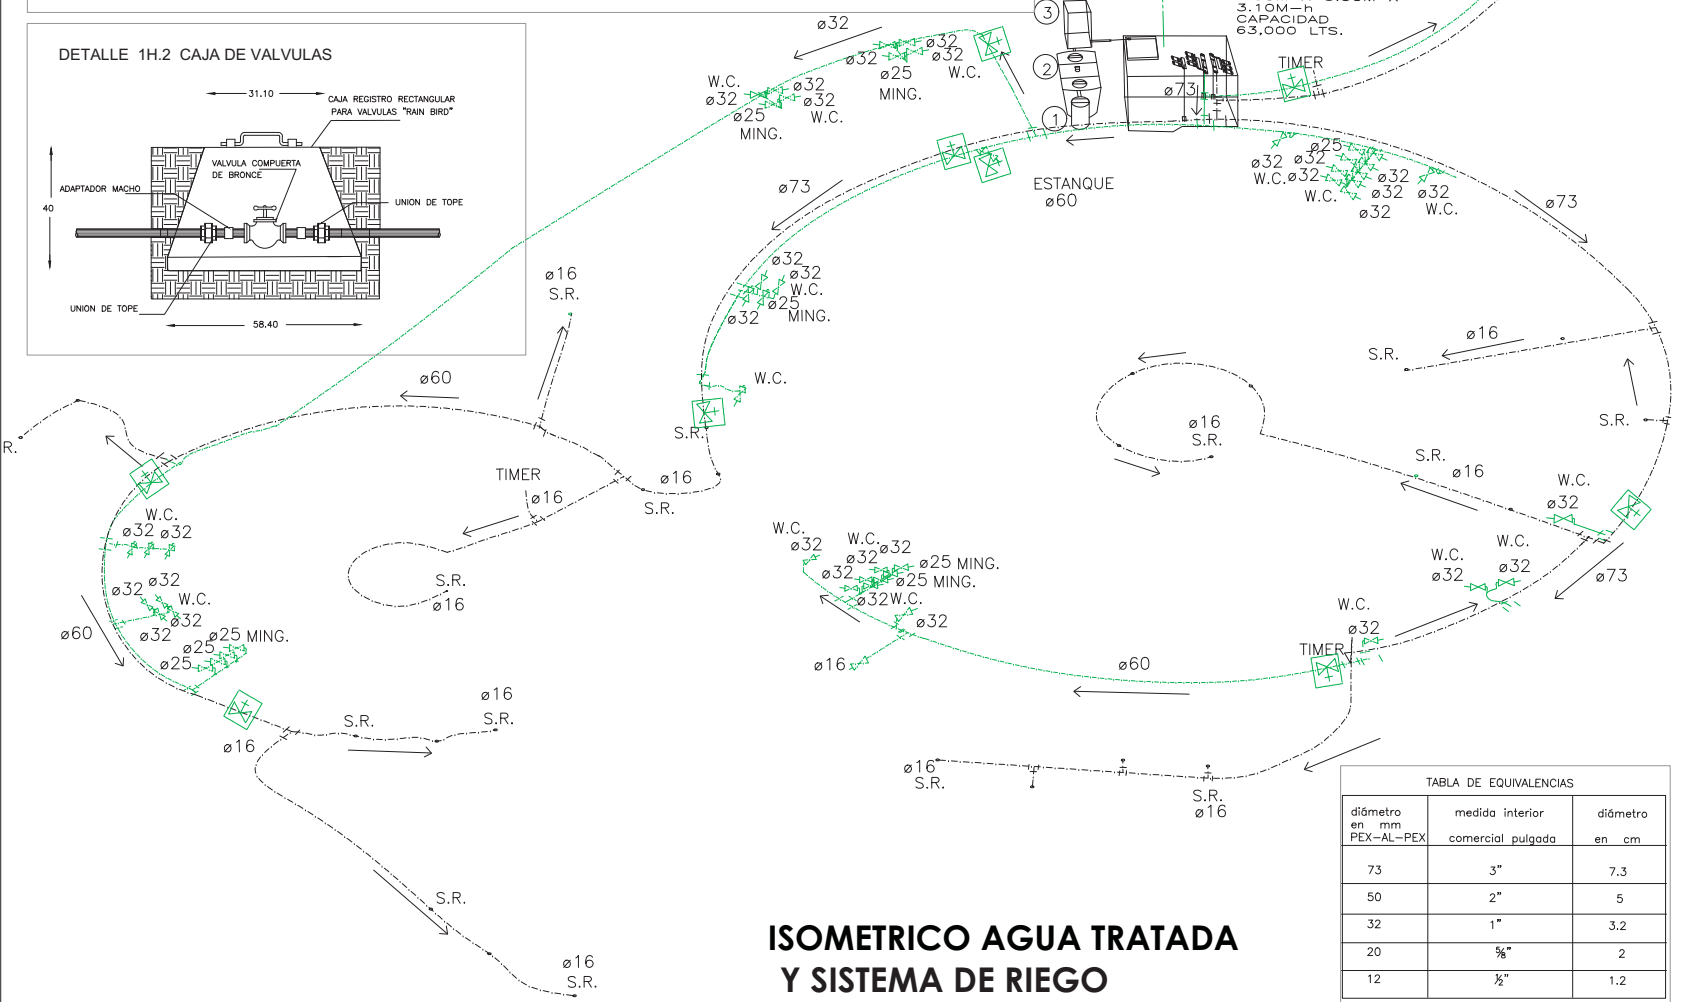 3.10M-h
CAPACIDAD
63,000 LTS.
3
2
1
ø73
TIMER
ESTANQUE
ø60
DETALLE 1H.2 CAJA DE VALVULAS
31.10
CAJA REGISTRO RECTANGULAR
PARA VALVULAS "RAIN BIRD"
VALVULA COMPUERTA
DE BRONCE
ADAPTADOR MACHO
UNION DE TOPE
40
UNION DE TOPE
58.40
ø32
ø32
ø32
ø32
ø25
W.C.
MING.
W.C.
ø32
ø32
ø32
ø25
W.C.
MING.
ø73
ø32
ø32
W.C.
ø25
ø32
MING.
W.C.
S.R.
ø16
S.R.
ø16
S.R.
ø60
R.
TIMER
ø16
S.R.
ø16
W.C.
ø32
ø32
ø32
ø32
W.C.
ø32
ø32
ø60
ø25
MING.
ø25
ø16
S.R.
ø16
S.R.
S.R.
ø16
S.R.
ø25
ø32
ø32
W.C.
ø32
ø32
ø32
ø32
W.C.
ø32
W.C.
ø73
ø16
S.R.
S.R.
ø16
S.R.
S.R.
ø16
W.C.
ø32
W.C.
ø32
W.C.
ø32
ø73
W.C.
ø32
TIMER
W.C.
ø32
W.C.
ø32
ø32
ø32
ø25 MING.
ø25 MING.
ø32
W.C.
ø32
ø16
ø60
ø16
S.R.
S.R.
ø16
ISOMETRICO AGUA TRATADA
Y SISTEMA DE RIEGO
TABLA DE EQUIVALENCIAS
diámetro
en mm
PEX-AL-PEX
medida interior
comercial pulgada
diámetro
en cm
73 3" 7.3
50 2" 5
32 1" 3.2
20 ⅝" 2
12 ½" 1.2